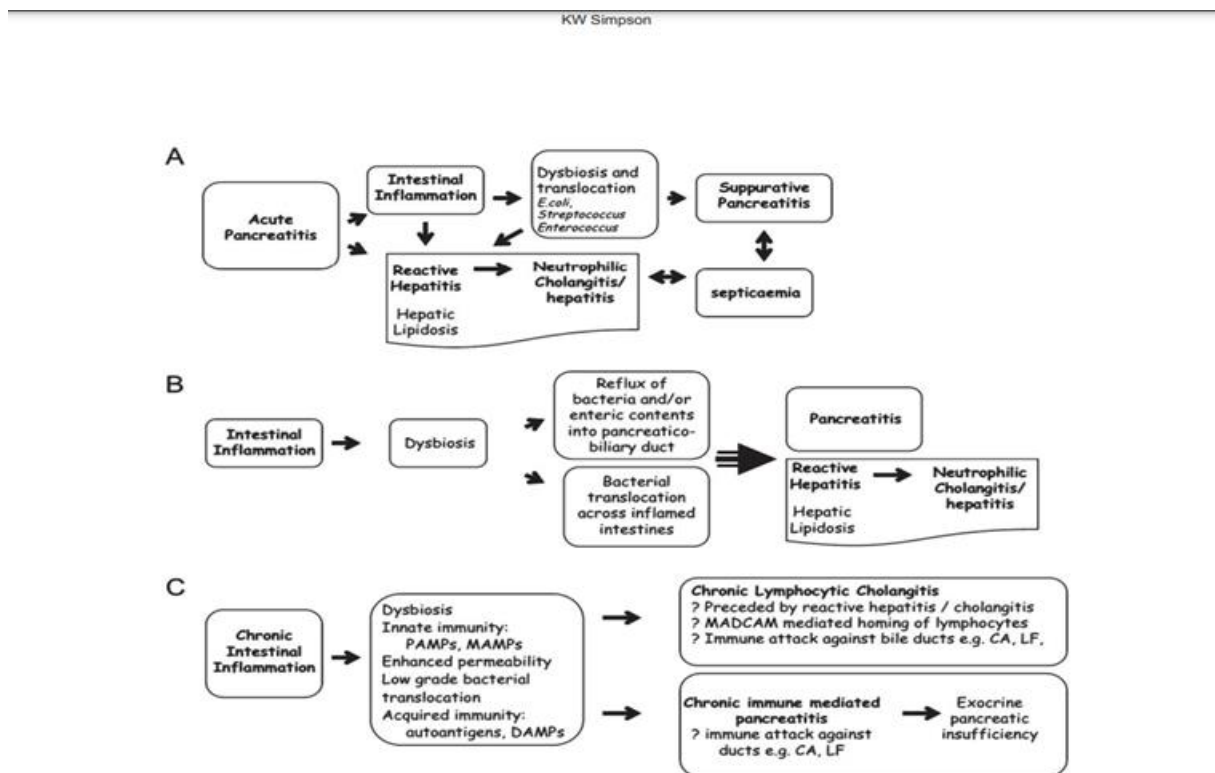 KW Simpson
A
Acute
Pancreatitis
Intestinal
Inflammation
Dysbiosis and
translocation
E.coli,
Streptococcus
Enterococcus
Suppurative
Pancreatitis
Reactive
Hepatitis
Hepatic
Lipidosis
Neutrophilic
Cholangitis/
hepatitis
septicaemia
B
Intestinal
Inflammation
Dysbiosis
Reflux of
bacteria and/or
enteric contents
into pancreatico-
biliary duct
Bacterial
translocation
across inflamed
intestines
Pancreatitis
Reactive
Hepatitis
Hepatic
Lipidosis
Neutrophilic
Cholangitis/
hepatitis
C
Chronic
Intestinal
Inflammation
Dysbiosis
Innate immunity:
PAMPs, MAMPs
Enhanced permeability
Low grade bacterial
translocation
Acquired immunity:
autoantigens, DAMPs
Chronic Lymphocytic Cholangitis
? Preceded by reactive hepatitis / cholangitis
? MADCAM mediated homing of lymphocytes
? Immune attack against bile ducts e.g. CA, LF,
Chronic immune mediated
pancreatitis
? immune attack against
ducts e.g. CA, LF
Exocrine
pancreatic
insufficiency